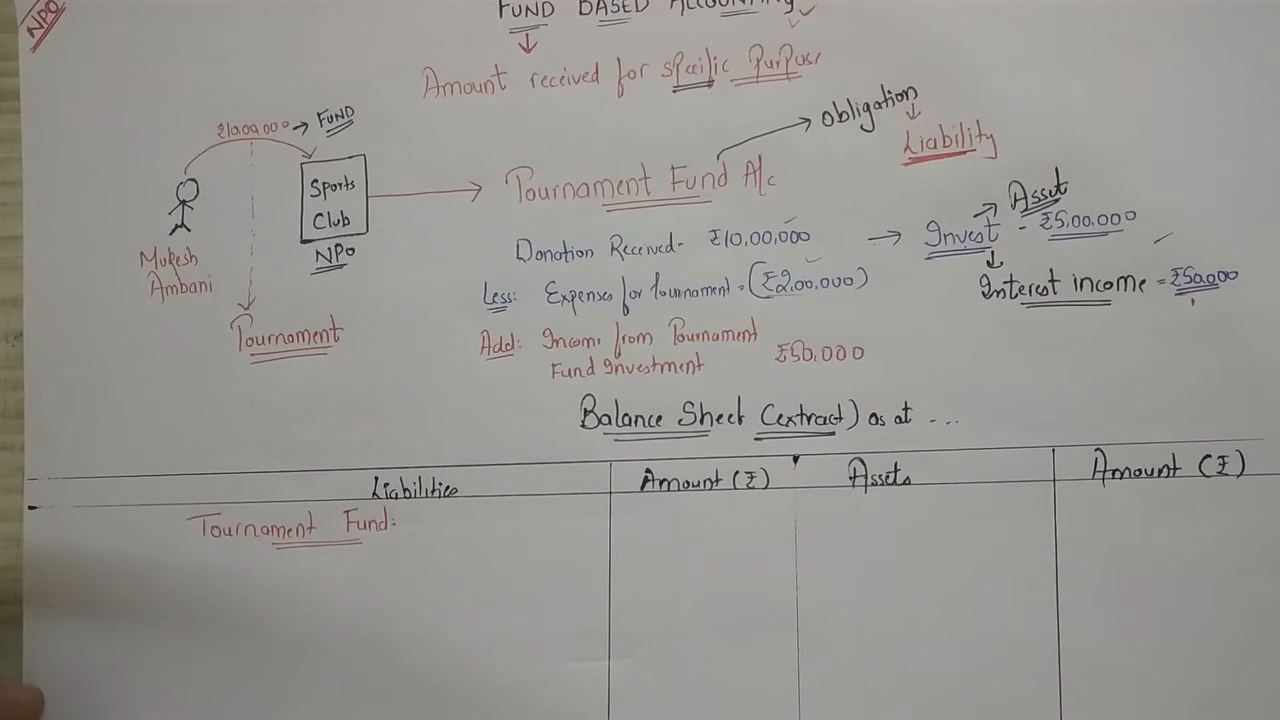 NPO
FUND BASED ACCOUNTING
Amount received for specific Purpose
₹10,00,000 → FUND
Sports
Club
NPO
Mukesh
Ambani
Tournament
Tournament Fund A/c
obligation
Liability
Donation Received - ₹10,00,000
Less: Expenses for tournament = (₹2,00,000)
Add: Income from Tournament
Fund Investment ₹50,000
Asset
Invest - ₹5,00,000
Interest income = ₹50,000
Balance Sheet (extract) as at ...
Liabilities Amount (₹) Assets Amount (₹)
Tournament Fund: